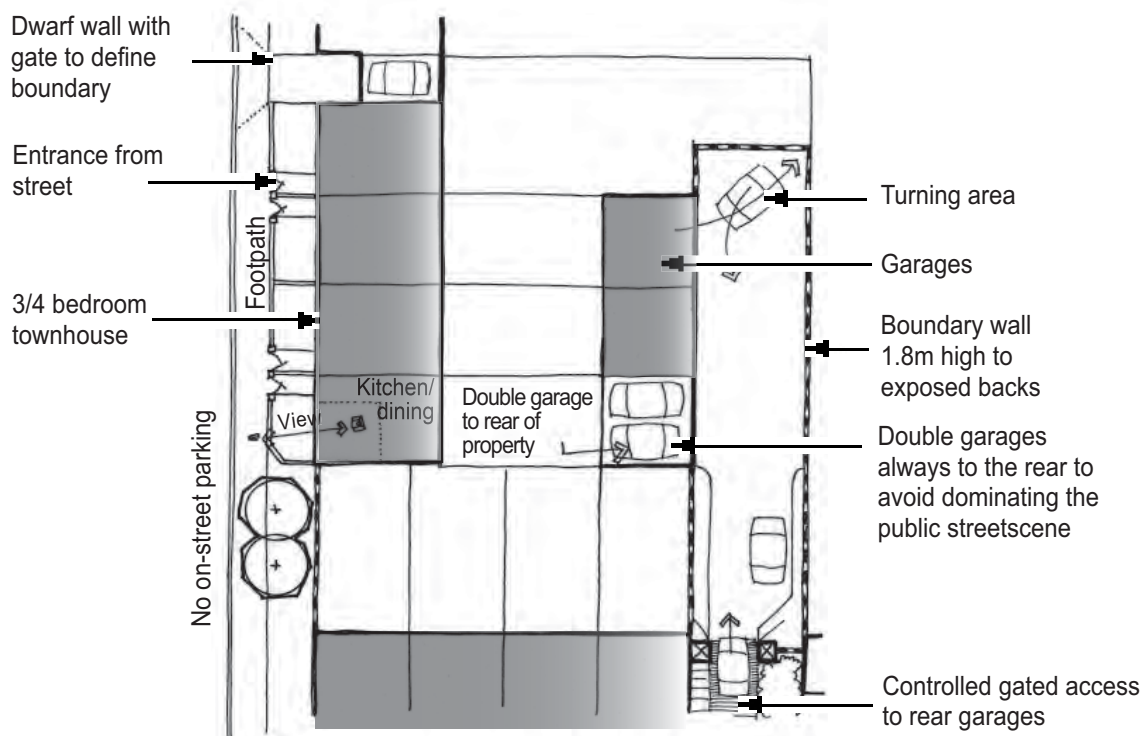 Dwarf wall with
gate to define
boundary
Entrance from
street
Footpath
3/4 bedroom
townhouse
No on-street parking
View
Kitchen/
dining
Double garage
to rear of
property
Turning area
Garages
Boundary wall
1.8m high to
exposed backs
Double garages
always to the rear to
avoid dominating the
public streetscene
Controlled gated access
to rear garages